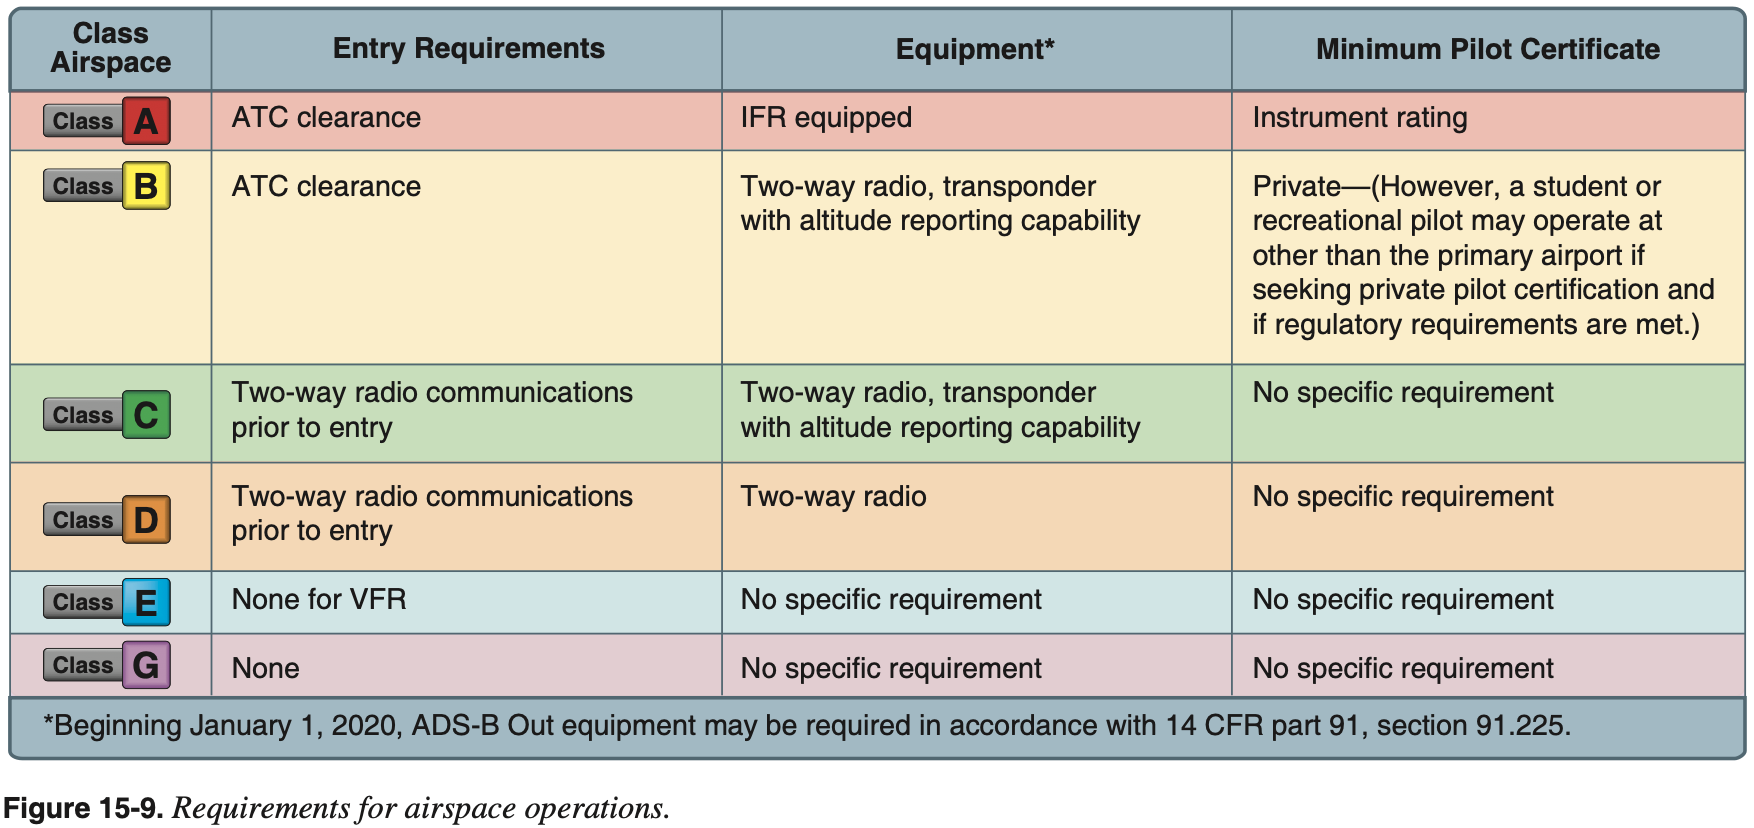 Class
Airspace
Entry Requirements
Equipment*
Minimum Pilot Certificate
Class A
ATC clearance
IFR equipped
Instrument rating
Class B
ATC clearance
Two-way radio, transponder
with altitude reporting capability
Private—(However, a student or
recreational pilot may operate at
other than the primary airport if
seeking private pilot certification and
if regulatory requirements are met.)
Class C
Two-way radio communications
prior to entry
Two-way radio, transponder
with altitude reporting capability
No specific requirement
Class D
Two-way radio communications
prior to entry
Two-way radio
No specific requirement
Class E
None for VFR
No specific requirement
No specific requirement
Class G
None
No specific requirement
No specific requirement
*Beginning January 1, 2020, ADS-B Out equipment may be required in accordance with 14 CFR part 91, section 91.225.
Figure 15-9. Requirements for airspace operations.